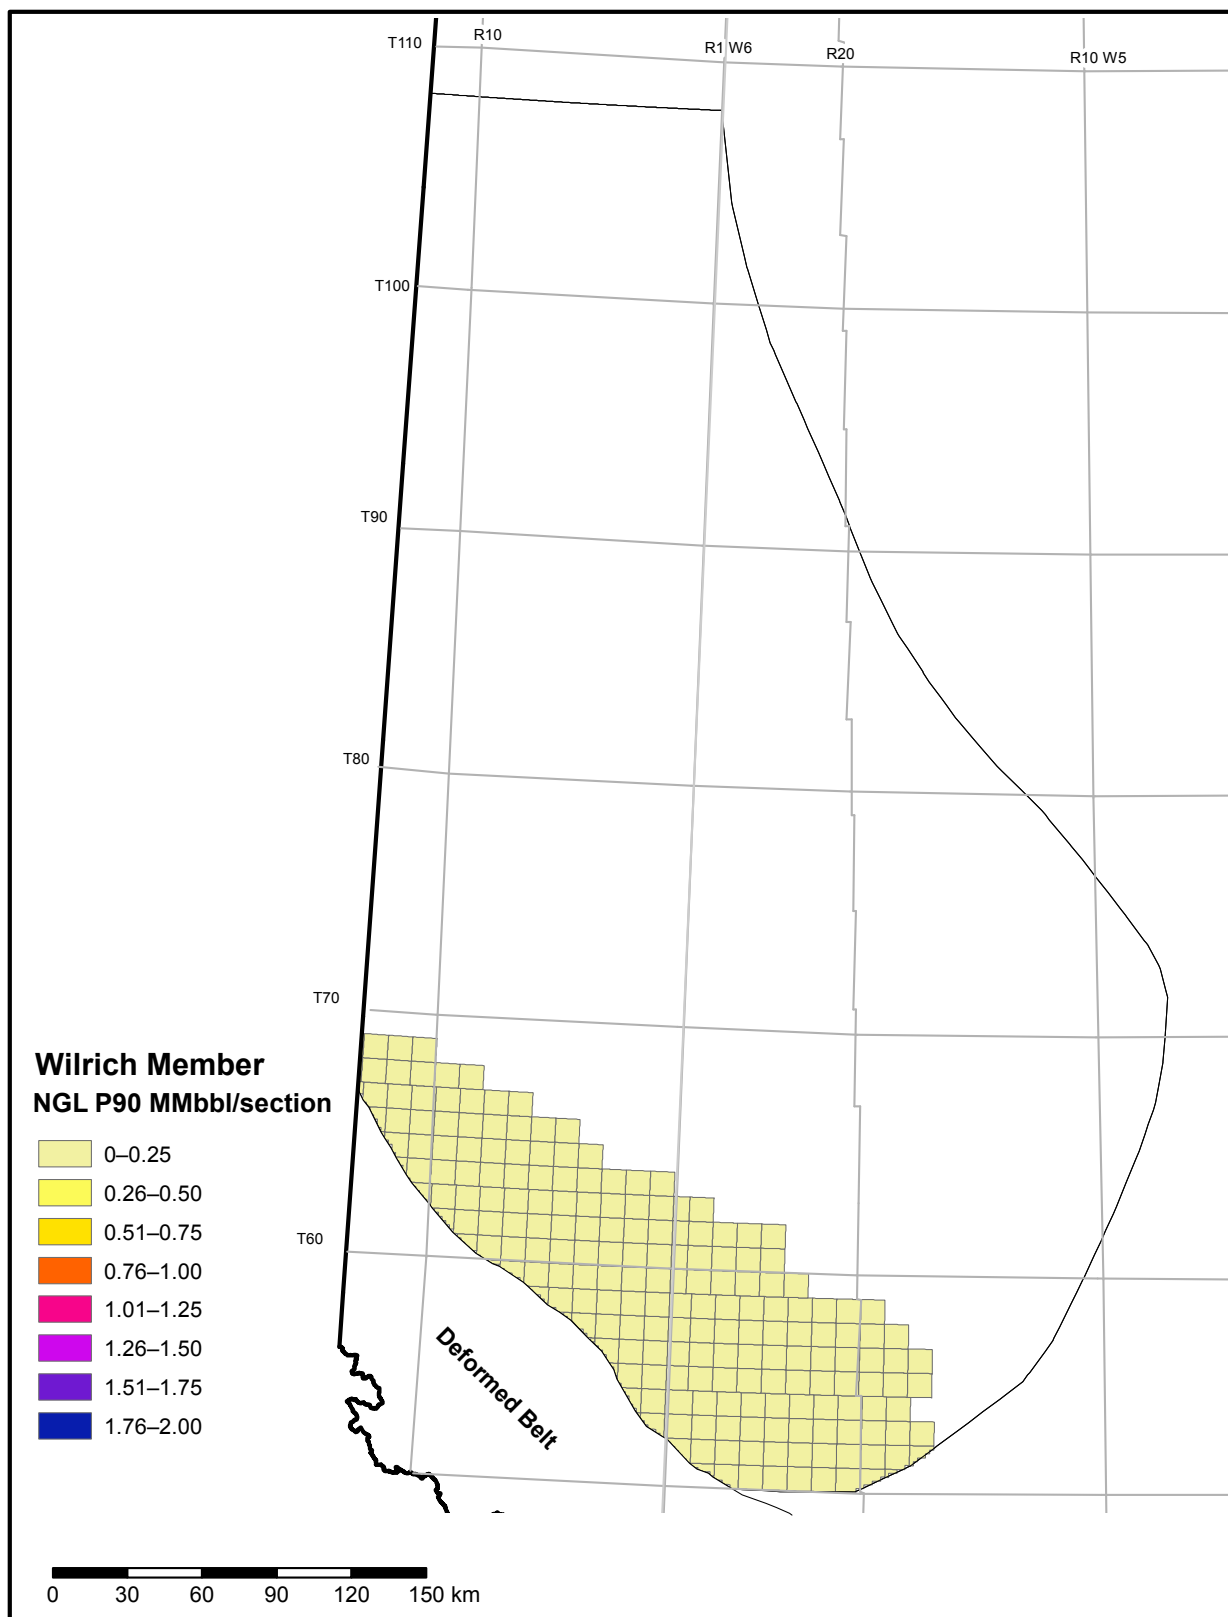 T110
R10
R1 W6
R20
R10 W5
T100
T90
T80
T70
T60
Wilrich Member
NGL P90 MMbbl/section
0–0.25
0.26–0.50
0.51–0.75
0.76–1.00
1.01–1.25
1.26–1.50
1.51–1.75
1.76–2.00
Deformed Belt
0 30 60 90 120 150 km